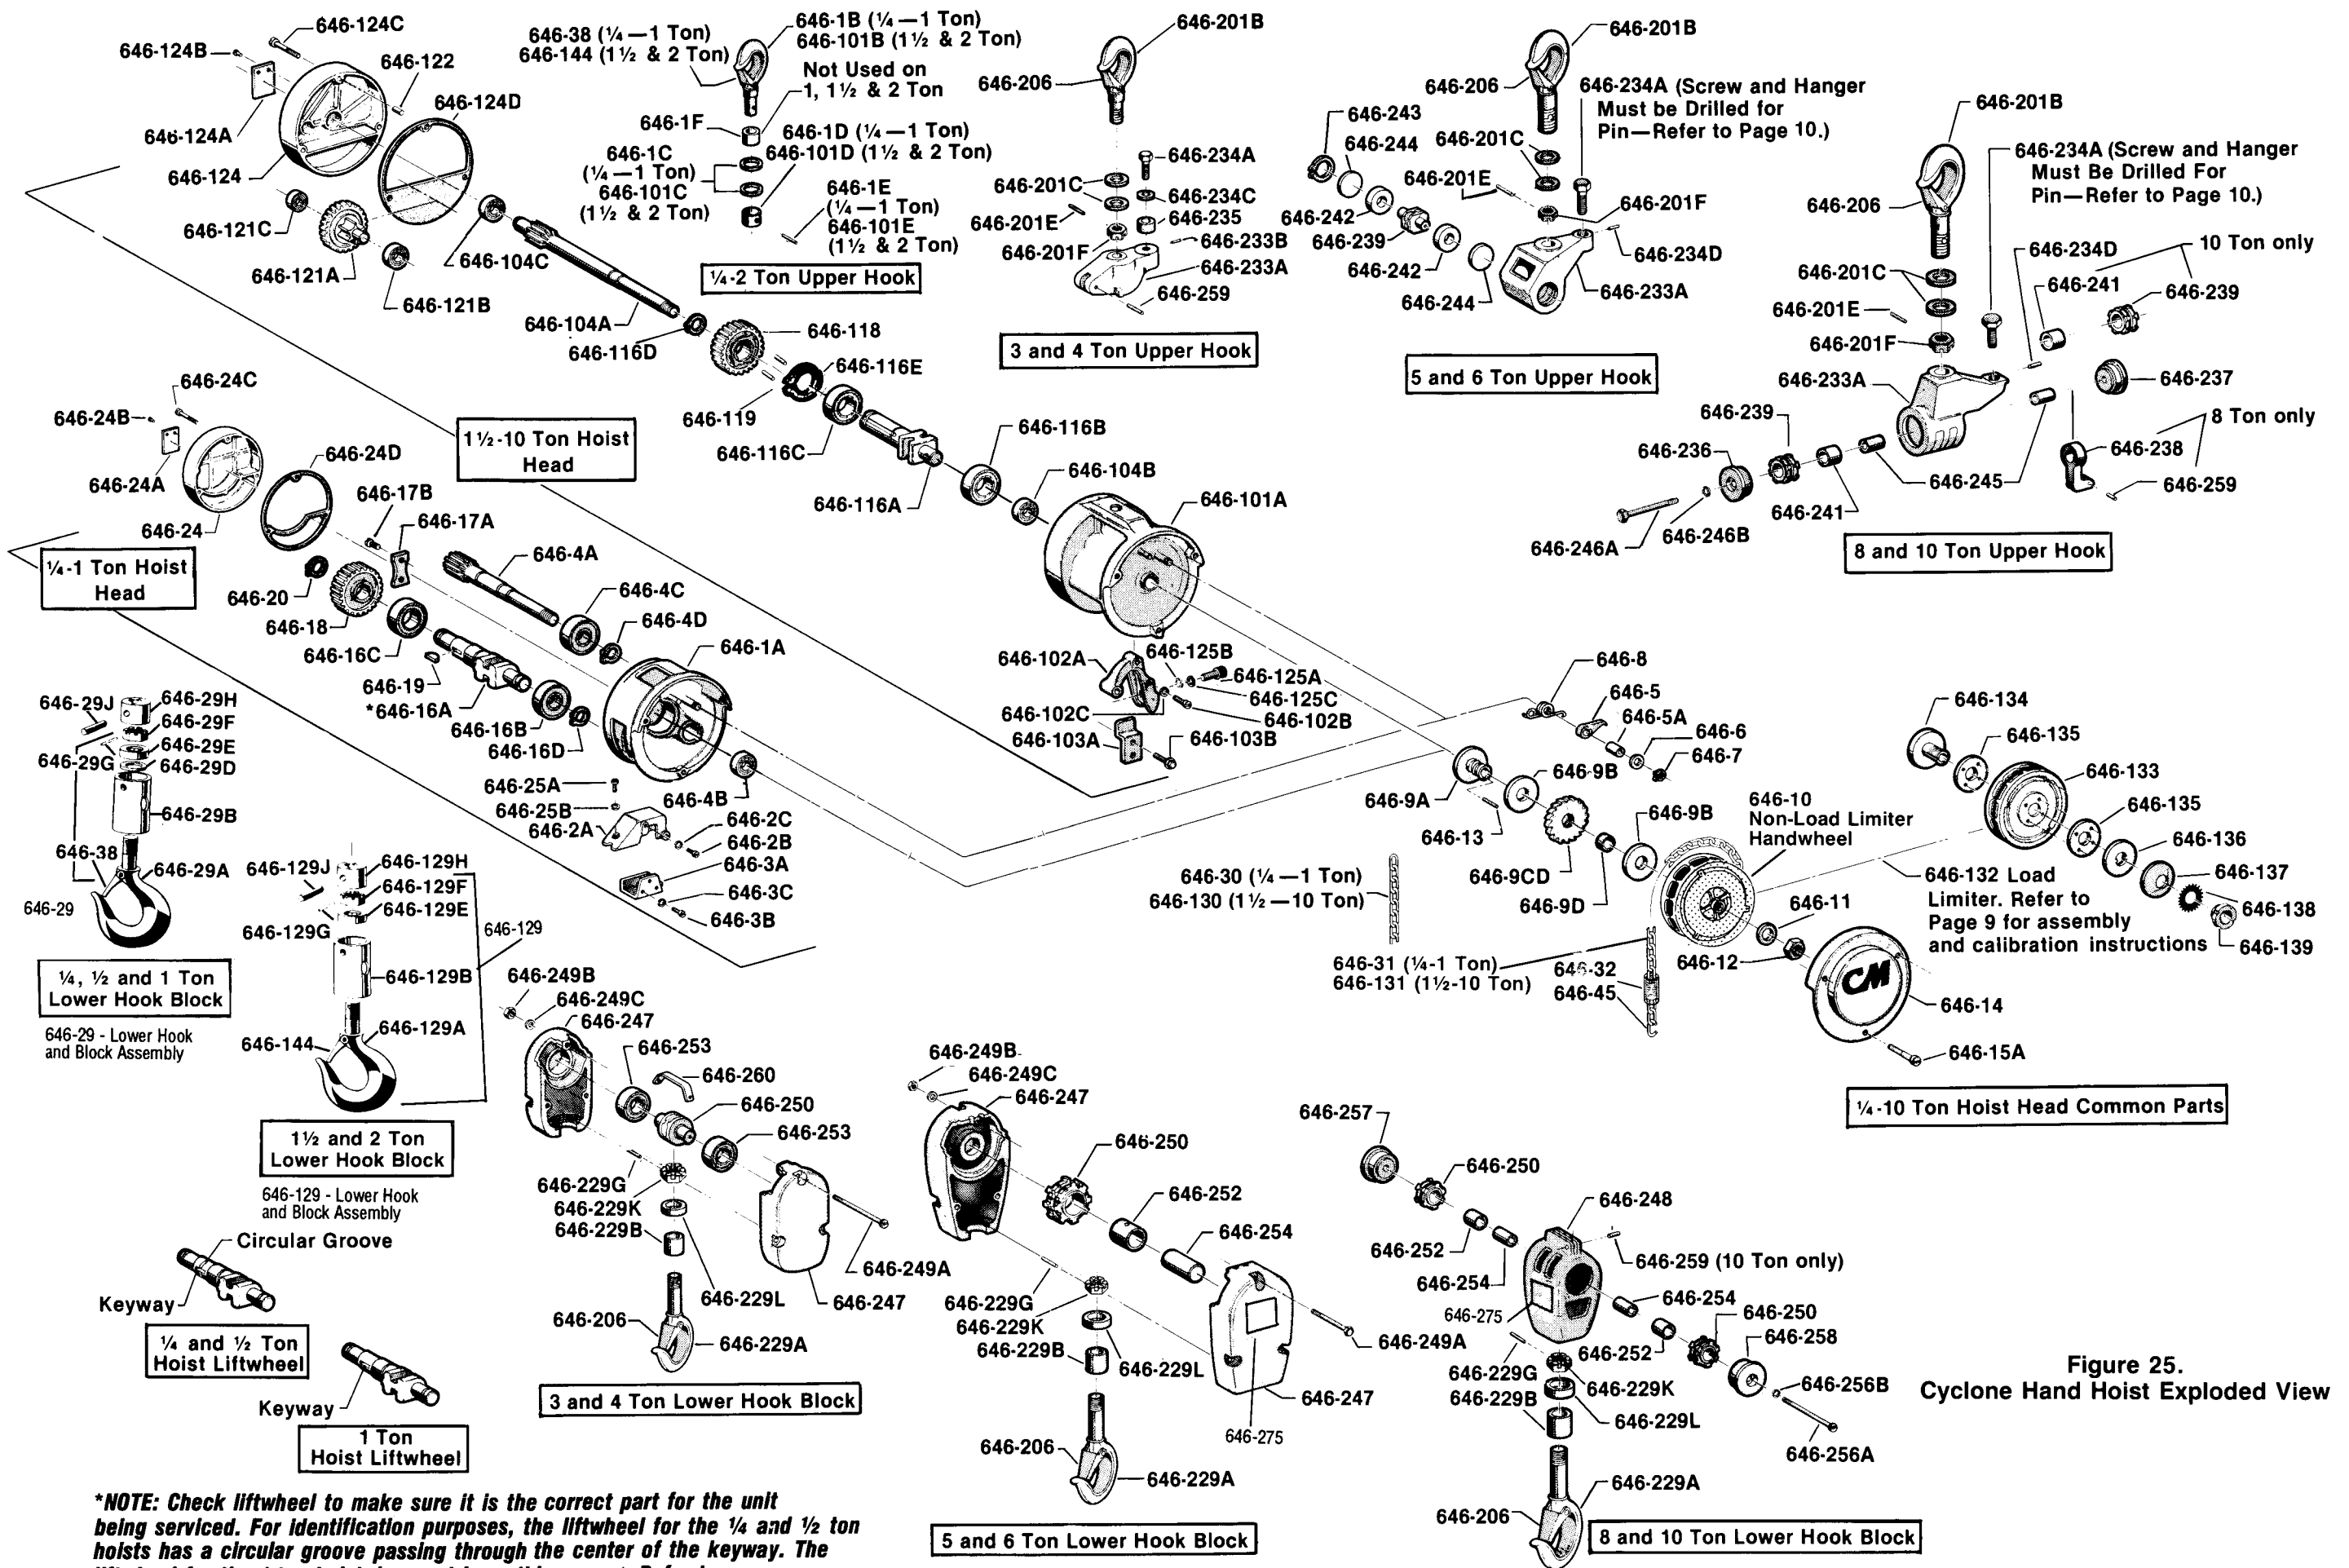 646-124C
646-124B
646-122
646-124D
646-124A
646-124
646-121C
646-121A
646-121B
646-104C
646-104A
646-116D
646-118
646-116E
646-119
646-116C
646-116A
646-116B
646-104B
646-101A
1½-10 Ton Hoist
Head
646-38 (¼—1 Ton)
646-144 (1½ & 2 Ton)
646-1B (¼—1 Ton)
646-101B (1½ & 2 Ton)
Not Used on
1, 1½ & 2 Ton
646-1F
646-1D (¼—1 Ton)
646-101D (1½ & 2 Ton)
646-1C
(¼—1 Ton)
646-101C
(1½ & 2 Ton)
646-1E
(¼—1 Ton)
646-101E
(1½ & 2 Ton)
¼-2 Ton Upper Hook
646-201B
646-206
646-234A
646-201C
646-234C
646-201E
646-235
646-201F
646-233B
646-233A
646-259
3 and 4 Ton Upper Hook
646-201B
646-206
646-234A (Screw and Hanger
Must be Drilled for
Pin—Refer to Page 10.)
646-243
646-244
646-201C
646-201E
646-201F
646-242
646-239
646-242
646-244
646-234D
646-233A
5 and 6 Ton Upper Hook
646-201B
646-234A (Screw and Hanger
Must Be Drilled For
Pin—Refer to Page 10.)
646-206
646-234D
10 Ton only
646-201C
646-241
646-239
646-201E
646-201F
646-233A
646-237
646-239
8 Ton only
646-236
646-238
646-245
646-259
646-241
646-246A
646-246B
8 and 10 Ton Upper Hook
646-24C
646-24B
646-24D
646-24A
646-24
646-17B
646-17A
646-4A
646-20
646-18
646-16C
646-4C
646-4D
646-1A
646-19
*646-16A
646-16B
646-16D
646-4B
646-25A
646-25B
646-2A
646-2C
646-2B
646-3A
646-3C
646-3B
¼-1 Ton Hoist
Head
646-102A
646-125B
646-125A
646-125C
646-102C
646-102B
646-103A
646-103B
646-8
646-5
646-5A
646-6
646-7
646-9A
646-9B
646-13
646-9CD
646-9D
646-9B
646-10
Non-Load Limiter
Handwheel
646-134
646-135
646-133
646-135
646-136
646-137
646-138
646-139
646-132 Load
Limiter. Refer to
Page 9 for assembly
and calibration instructions
646-30 (¼—1 Ton)
646-130 (1½—10 Ton)
646-31 (¼-1 Ton)
646-131 (1½-10 Ton)
646-32
646-45
646-11
646-12
CM
646-14
646-15A
¼-10 Ton Hoist Head Common Parts
646-29J
646-29H
646-29F
646-29E
646-29G
646-29D
646-29B
646-38
646-29A
646-29
¼, ½ and 1 Ton
Lower Hook Block
646-29 - Lower Hook
and Block Assembly
646-129J
646-129H
646-129F
646-129E
646-129G
646-129
646-129B
646-129A
646-144
1½ and 2 Ton
Lower Hook Block
646-129 - Lower Hook
and Block Assembly
646-249B
646-249C
646-247
646-253
646-260
646-250
646-253
646-229G
646-229K
646-229B
646-249A
646-229L
646-247
646-206
646-229A
3 and 4 Ton Lower Hook Block
646-249B
646-249C
646-247
646-250
646-252
646-254
646-229G
646-229K
646-229B
646-229L
646-249A
646-247
646-275
646-206
646-229A
5 and 6 Ton Lower Hook Block
646-257
646-250
646-248
646-252
646-254
646-259 (10 Ton only)
646-275
646-254
646-250
646-258
646-252
646-229G
646-229K
646-229B
646-229L
646-256B
646-256A
646-229A
646-206
8 and 10 Ton Lower Hook Block
Circular Groove
Keyway
¼ and ½ Ton
Hoist Liftwheel
Keyway
1 Ton
Hoist Liftwheel
*NOTE: Check liftwheel to make sure it is the correct part for the unit
being serviced. For identification purposes, the liftwheel for the ¼ and ½ ton
hoists has a circular groove passing through the center of the keyway. The
Figure 25.
Cyclone Hand Hoist Exploded View